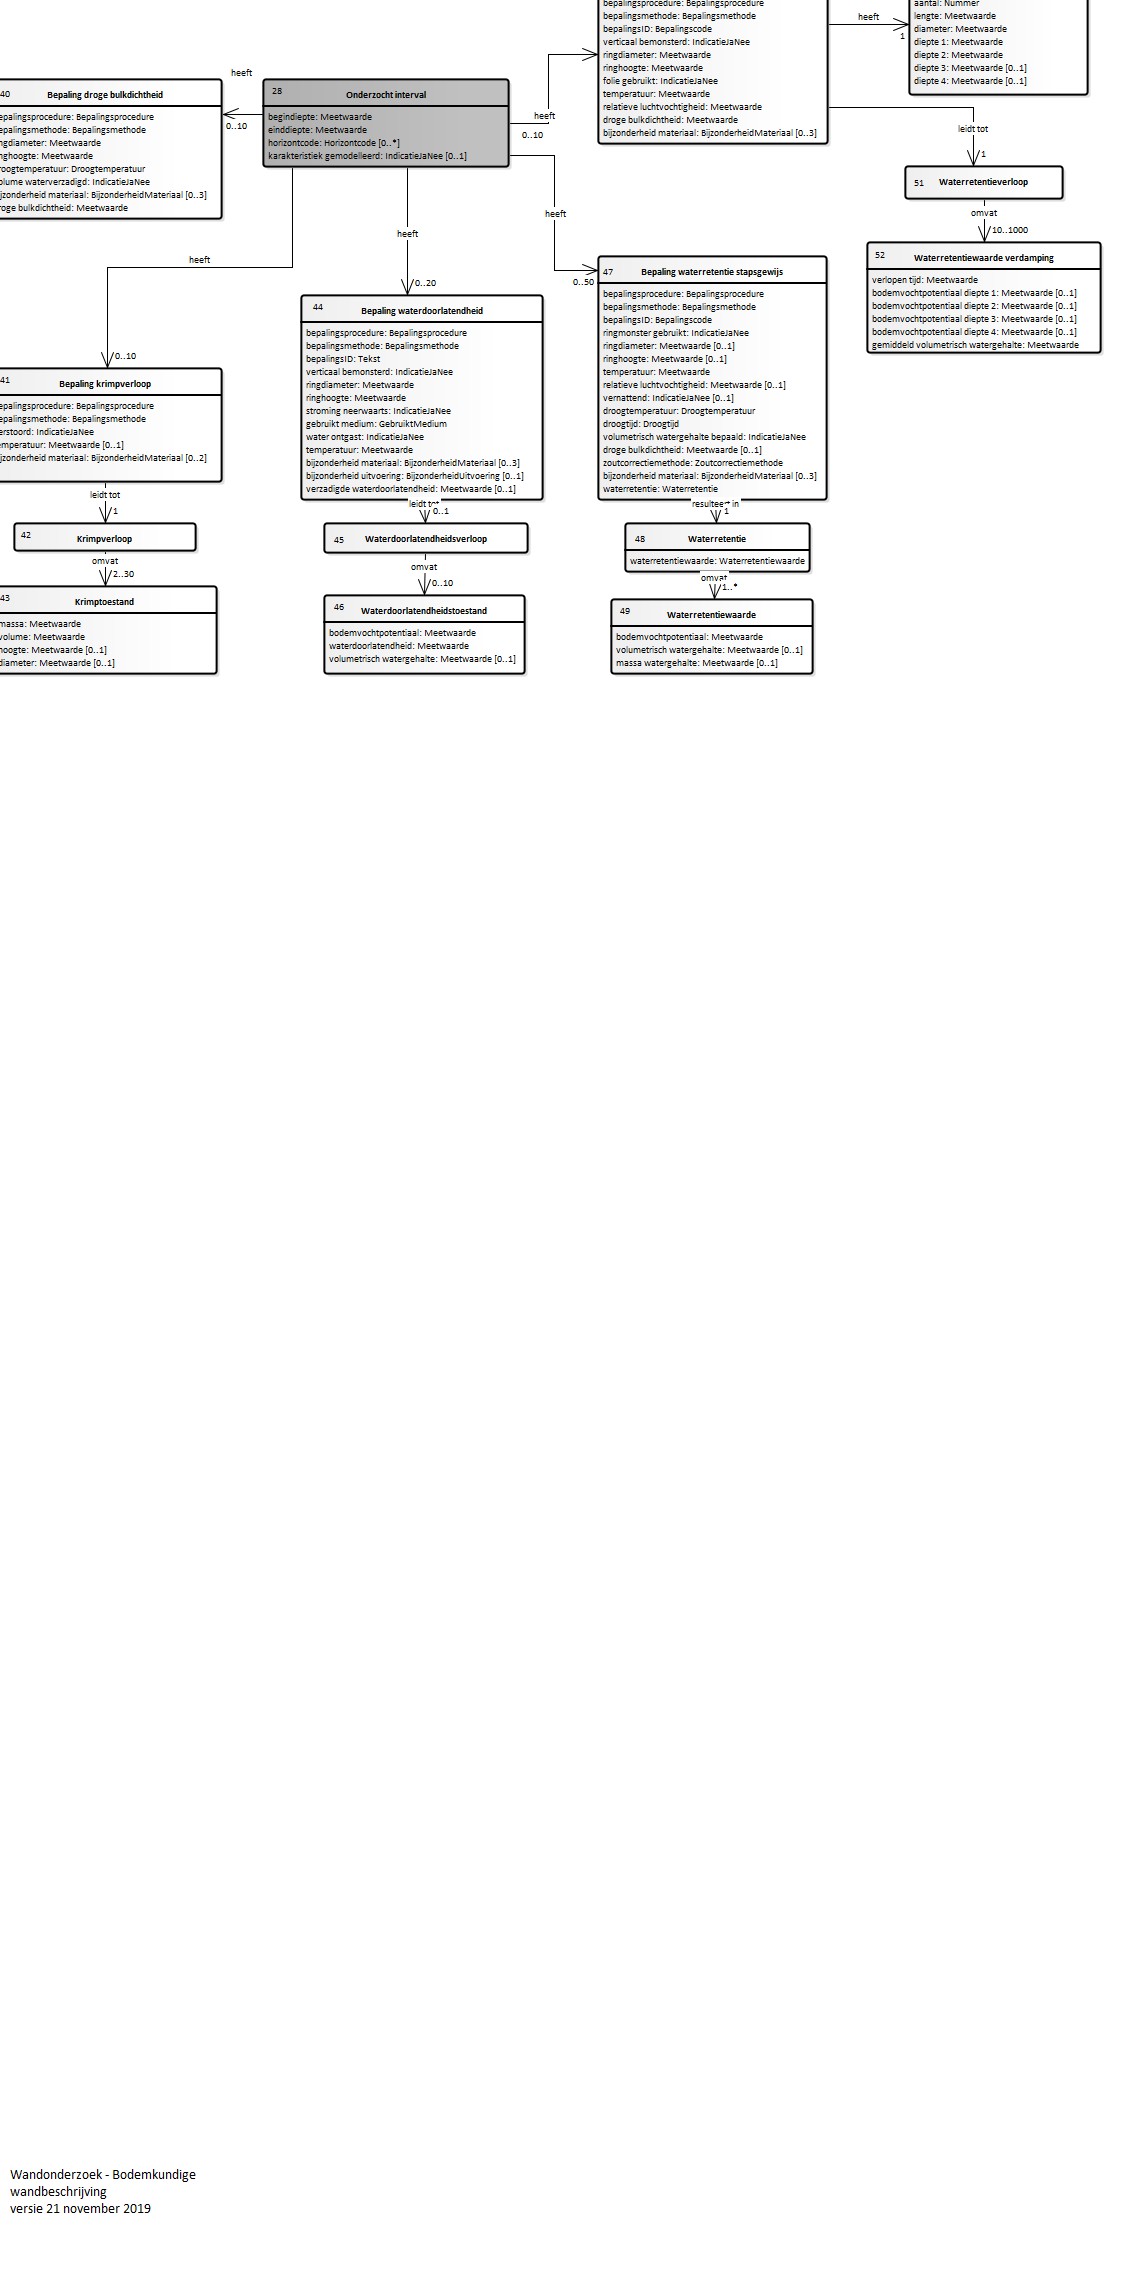 bepalingsprocedure: Bepalingsprocedure
bepalingsmethode: Bepalingsmethode
bepalingsID: Bepalingscode
verticaal bemonsterd: IndicatieJaNee
ringdiameter: Meetwaarde
ringhoogte: Meetwaarde
folie gebruikt: IndicatieJaNee
temperatuur: Meetwaarde
relatieve luchtvochtigheid: Meetwaarde
droge bulkdichtheid: Meetwaarde
bijzonderheid materiaal: BijzonderheidMateriaal [0..3]
heeft
1
aantal: Nummer
lengte: Meetwaarde
diameter: Meetwaarde
diepte 1: Meetwaarde
diepte 2: Meetwaarde
diepte 3: Meetwaarde [0..1]
diepte 4: Meetwaarde [0..1]
heeft
0..10
40 Bepaling droge bulkdichtheid
epalingsprocedure: Bepalingsprocedure
epalingsmethode: Bepalingsmethode
ngdiameter: Meetwaarde
nghoogte: Meetwaarde
roogtemperatuur: Droogtemperatuur
olume waterverzadigd: IndicatieJaNee
ijzonderheid materiaal: BijzonderheidMateriaal [0..3]
roge bulkdichtheid: Meetwaarde
28 Onderzocht interval
begindiepte: Meetwaarde
einddiepte: Meetwaarde
horizontcode: Horizontcode [0..*]
karakteristiek gemodelleerd: IndicatieJaNee [0..1]
heeft
0..10
leidt tot
1
51 Waterretentieverloop
omvat
10..1000
52 Waterretentiewaarde verdamping
verlopen tijd: Meetwaarde
bodemvochtpotentiaal diepte 1: Meetwaarde [0..1]
bodemvochtpotentiaal diepte 2: Meetwaarde [0..1]
bodemvochtpotentiaal diepte 3: Meetwaarde [0..1]
bodemvochtpotentiaal diepte 4: Meetwaarde [0..1]
gemiddeld volumetrisch watergehalte: Meetwaarde
heeft
0..10
heeft
0..20
heeft
0..50
41 Bepaling krimpverloop
epalingsprocedure: Bepalingsprocedure
epalingsmethode: Bepalingsmethode
erstoord: IndicatieJaNee
emperatuur: Meetwaarde [0..1]
ijzonderheid materiaal: BijzonderheidMateriaal [0..2]
leidt tot
1
42 Krimpverloop
omvat
2..30
43 Krimptoestand
massa: Meetwaarde
volume: Meetwaarde
hoogte: Meetwaarde [0..1]
diameter: Meetwaarde [0..1]
44 Bepaling waterdoorlatendheid
bepalingsprocedure: Bepalingsprocedure
bepalingsmethode: Bepalingsmethode
bepalingsID: Tekst
verticaal bemonsterd: IndicatieJaNee
ringdiameter: Meetwaarde
ringhoogte: Meetwaarde
stroming neerwaarts: IndicatieJaNee
gebruikt medium: GebruiktMedium
water ontgast: IndicatieJaNee
temperatuur: Meetwaarde
bijzonderheid materiaal: BijzonderheidMateriaal [0..3]
bijzonderheid uitvoering: BijzonderheidUitvoering [0..1]
verzadigde waterdoorlatendheid: Meetwaarde [0..1]
leidt tot
0..1
45 Waterdoorlatendheidsverloop
omvat
0..10
46 Waterdoorlatendheidstoestand
bodemvochtpotentiaal: Meetwaarde
waterdoorlatendheid: Meetwaarde
volumetrisch watergehalte: Meetwaarde [0..1]
47 Bepaling waterretentie stapsgewijs
bepalingsprocedure: Bepalingsprocedure
bepalingsmethode: Bepalingsmethode
bepalingsID: Bepalingscode
ringmonster gebruikt: IndicatieJaNee
ringdiameter: Meetwaarde [0..1]
ringhoogte: Meetwaarde [0..1]
temperatuur: Meetwaarde
relatieve luchtvochtigheid: Meetwaarde [0..1]
vernattend: IndicatieJaNee [0..1]
droogtemperatuur: Droogtemperatuur
droogtijd: Droogtijd
volumetrisch watergehalte bepaald: IndicatieJaNee
droge bulkdichtheid: Meetwaarde [0..1]
zoutcorrectiemethode: Zoutcorrectiemethode
bijzonderheid materiaal: BijzonderheidMateriaal [0..3]
waterretentie: Waterretentie
resulteert in
1
48 Waterretentie
waterretentiewaarde: Waterretentiewaarde
omvat
1..*
49 Waterretentiewaarde
bodemvochtpotentiaal: Meetwaarde
volumetrisch watergehalte: Meetwaarde [0..1]
massa watergehalte: Meetwaarde [0..1]
Wandonderzoek - Bodemkundige
wandbeschrijving
versie 21 november 2019